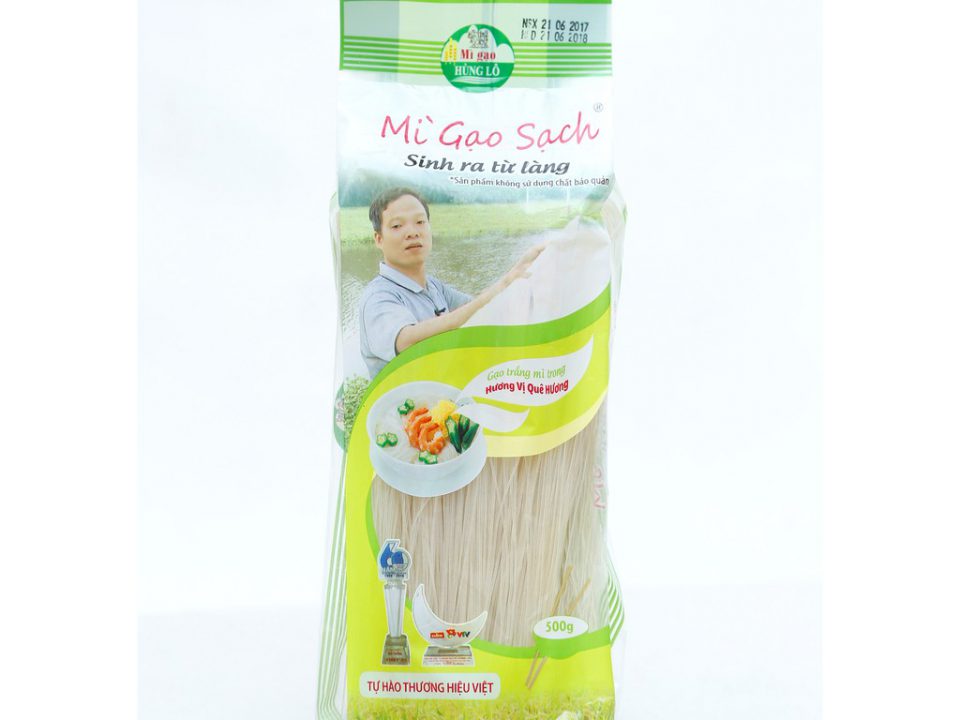 NSX 21 06 2017
HSD 21 06 2018
Mì gạo
HÙNG LÔ
Mì Gạo Sạch
Sinh ra từ làng
*Sản phẩm không sử dụng chất bảo quản
Gạo trắng mì trong
Hương Vị Quê Hương
VTV
500g
TỰ HÀO THƯƠNG HIỆU VIỆT